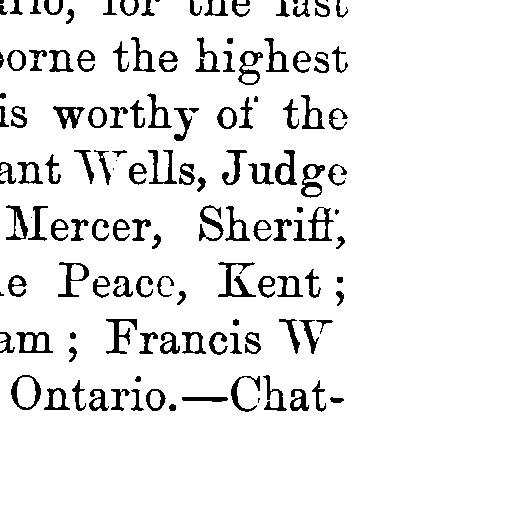 ario, for the last
borne the highest
is worthy of the
ant Wells, Judge
Mercer, Sheriff,
e Peace, Kent ;
am ; Francis W
Ontario.—Chat-